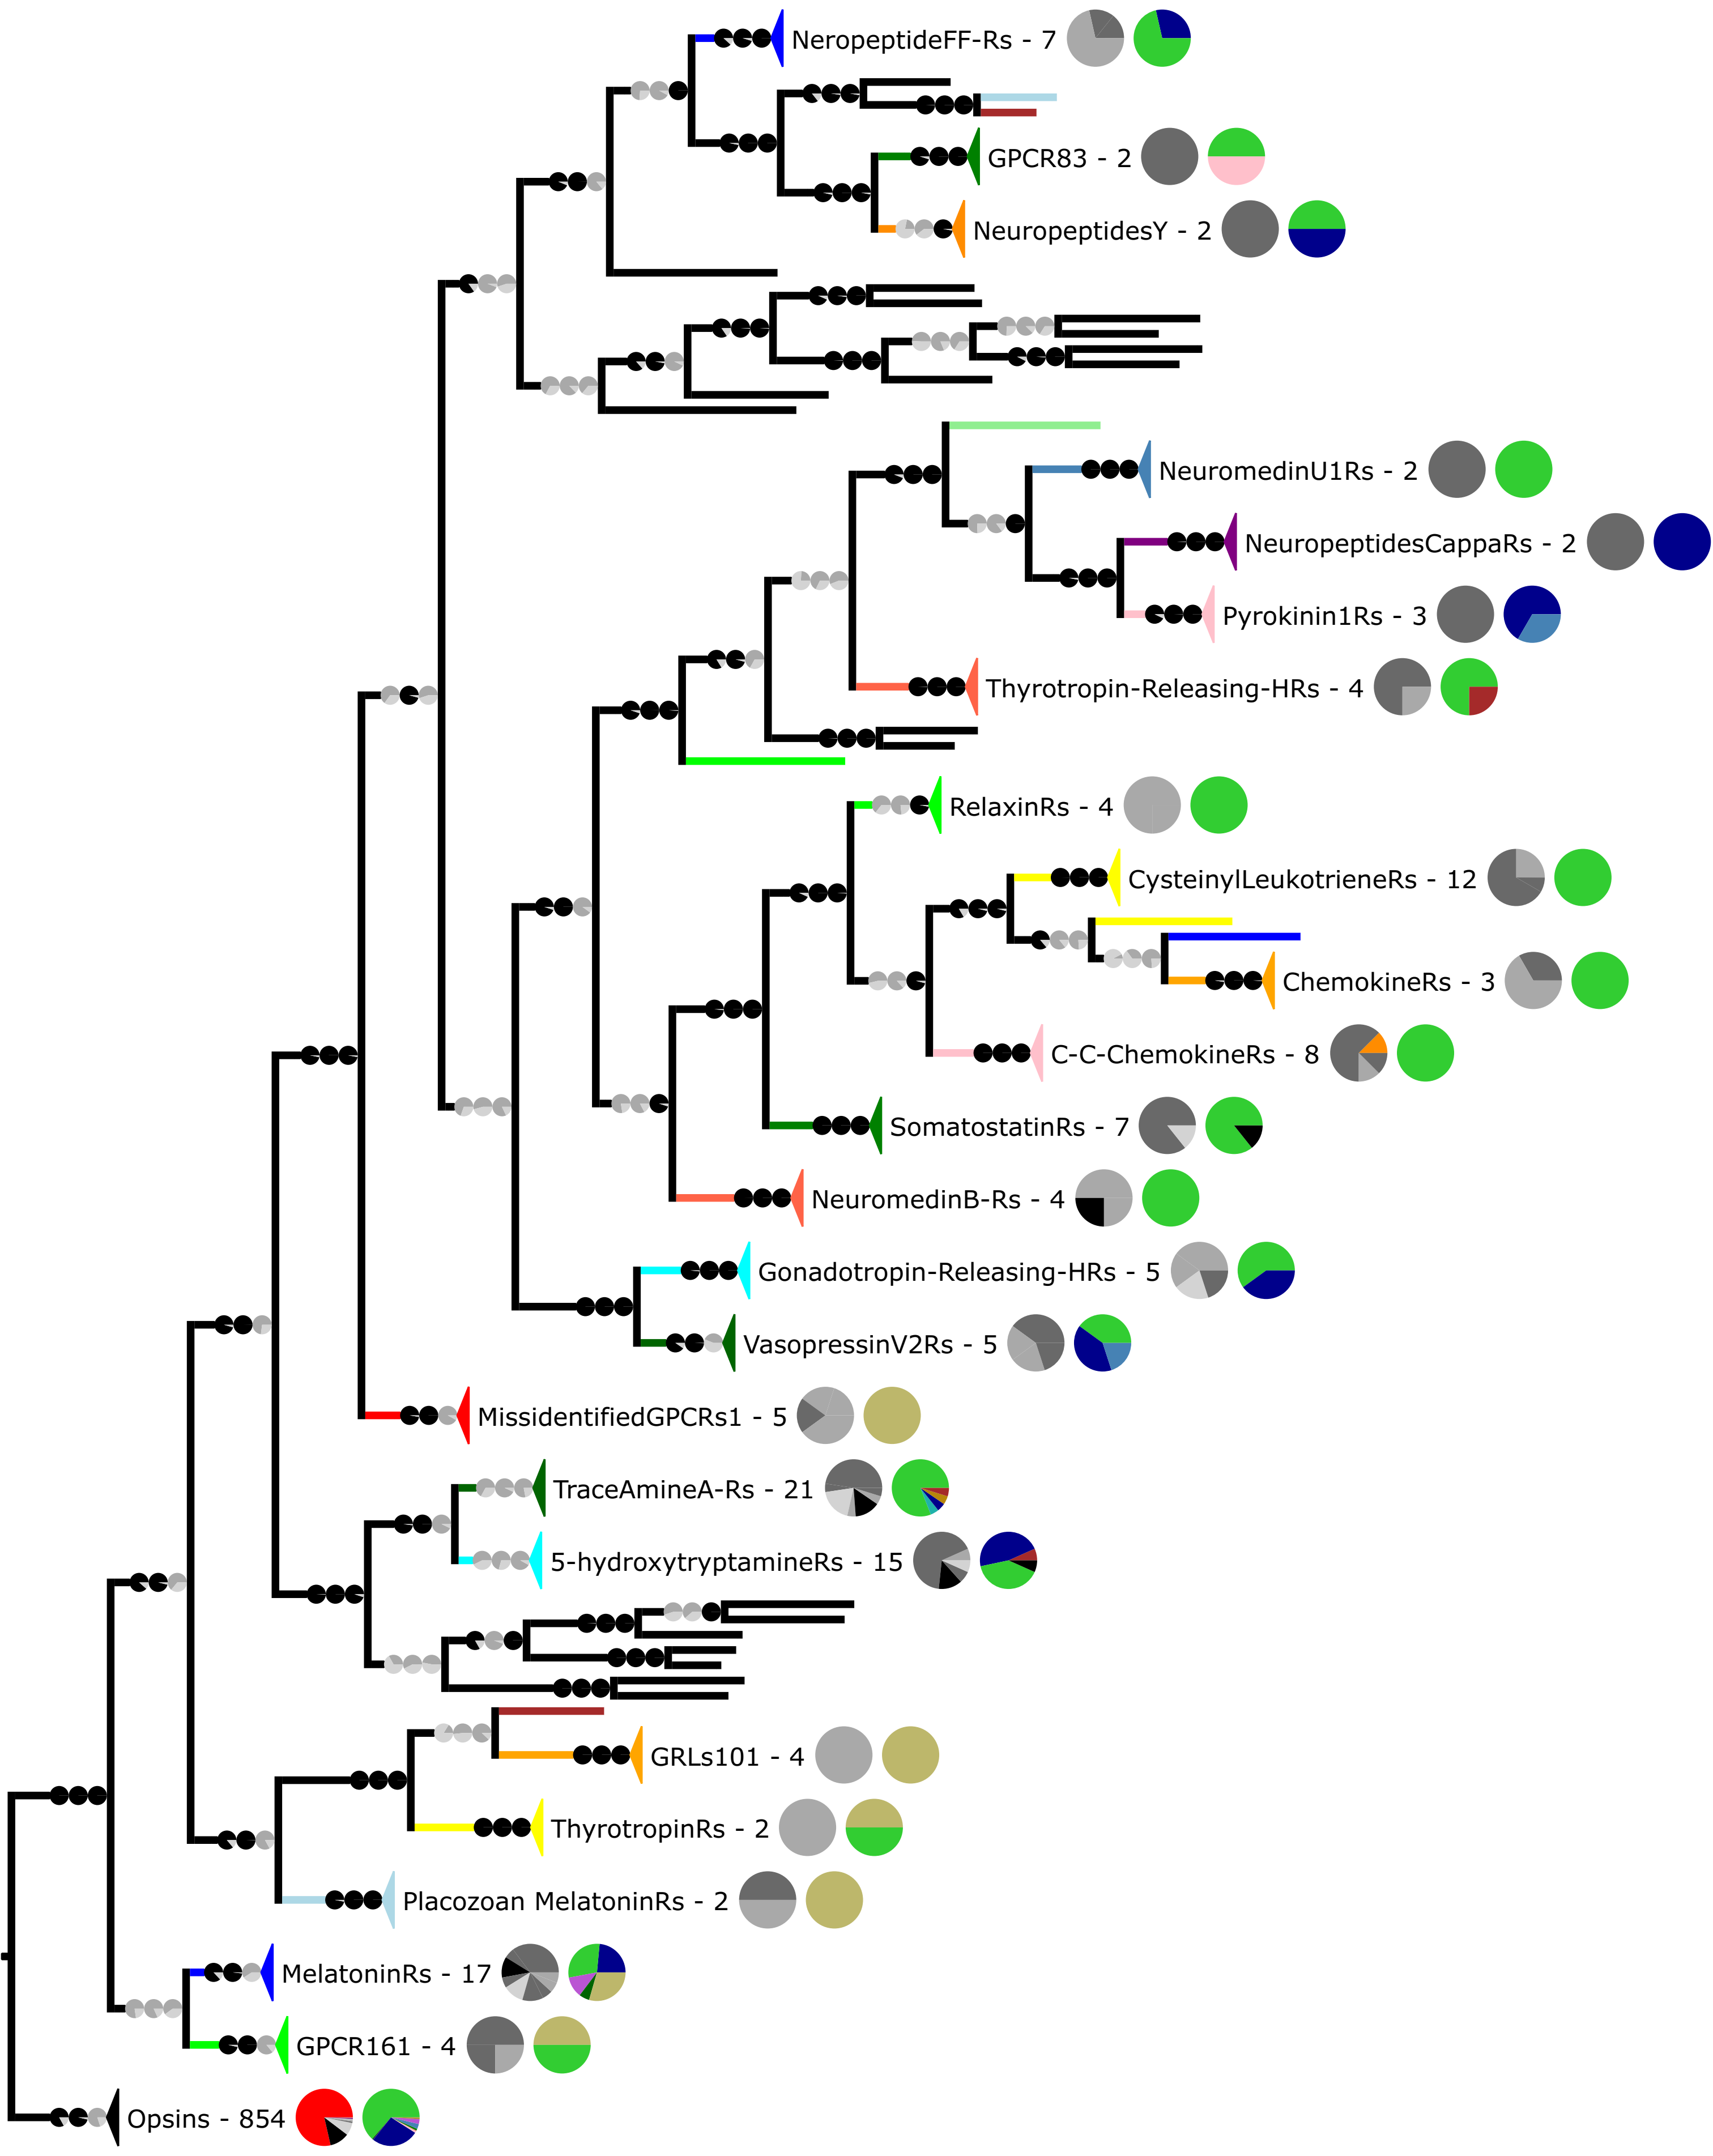 NeropeptideFF-Rs - 7
GPCR83 - 2
NeuropeptidesY - 2
NeuromedinU1Rs - 2
NeuropeptidesCappaRs - 2
Pyrokinin1Rs - 3
Thyrotropin-Releasing-HRs - 4
RelaxinRs - 4
CysteinylLeukotrieneRs - 12
ChemokineRs - 3
C-C-ChemokineRs - 8
SomatostatinRs - 7
NeuromedinB-Rs - 4
Gonadotropin-Releasing-HRs - 5
VasopressinV2Rs - 5
MissidentifiedGPCRs1 - 5
TraceAmineA-Rs - 21
5-hydroxytryptamineRs - 15
GRLs101 - 4
ThyrotropinRs - 2
Placozoan MelatoninRs - 2
MelatoninRs - 17
GPCR161 - 4
Opsins - 854